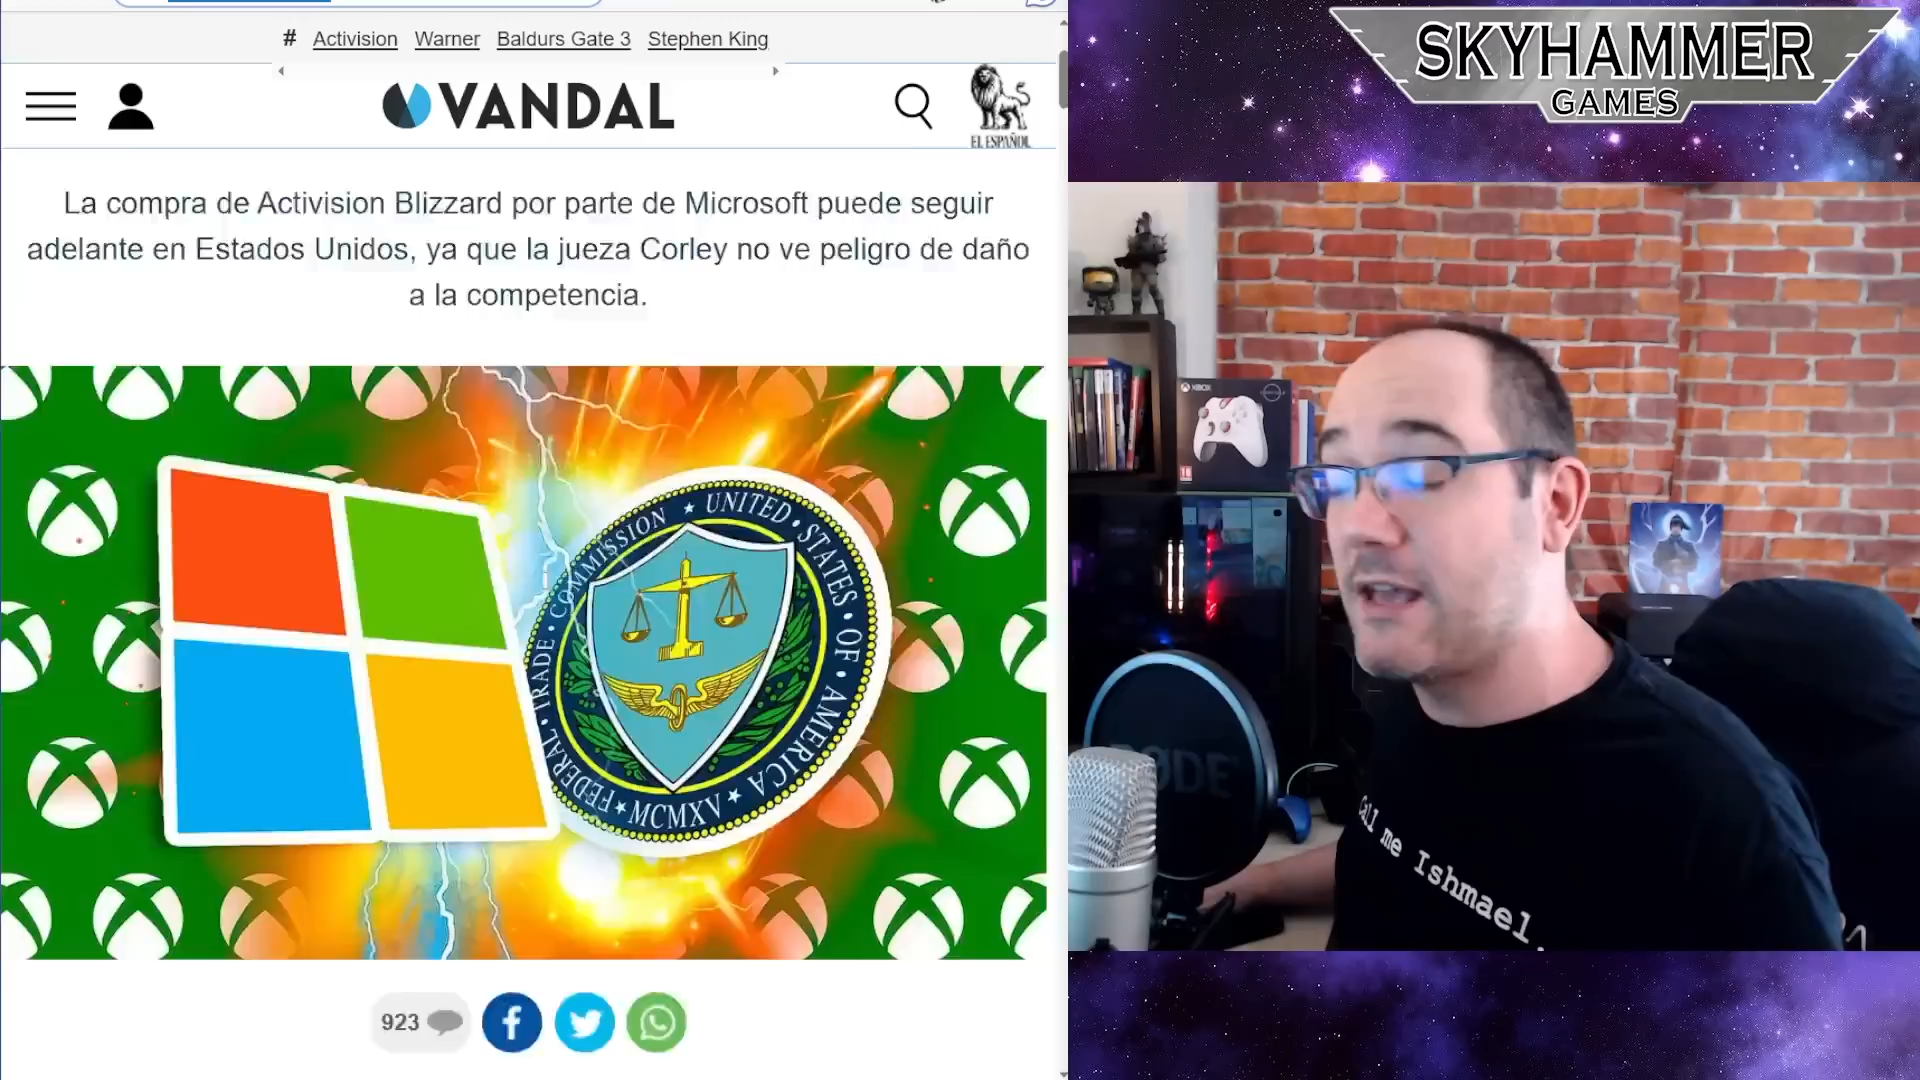 # Activision Warner Baldurs Gate 3 Stephen King
VANDAL
EL ESPAÑOL
La compra de Activision Blizzard por parte de Microsoft puede seguir
adelante en Estados Unidos, ya que la jueza Corley no ve peligro de daño
a la competencia.
FEDERAL • TRADE • COMMISSION ★ UNITED • STATES • OF • AMERICA
★ MCMXV ★
923
SKYHAMMER
GAMES
XBOX
RØDE
Call me Ishmael.